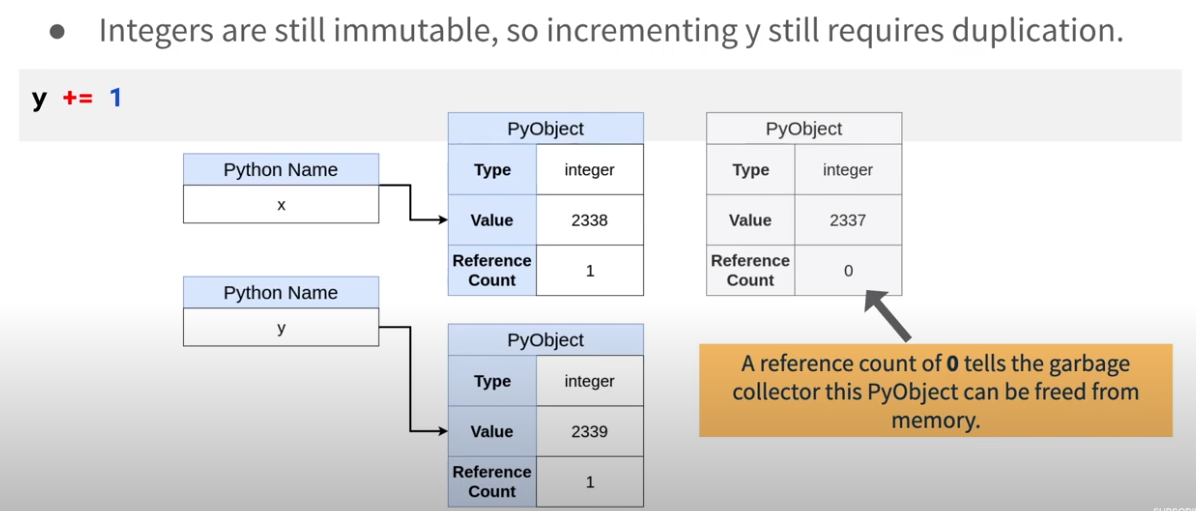 ● Integers are still immutable, so incrementing y still requires duplication.
y += 1
Python Name
x
PyObject
Type integer
Value 2338
Reference
Count
1
PyObject
Type integer
Value 2337
Reference
Count
0
Python Name
y
PyObject
Type integer
Value 2339
Reference
Count
1
A reference count of 0 tells the garbage
collector this PyObject can be freed from
memory.